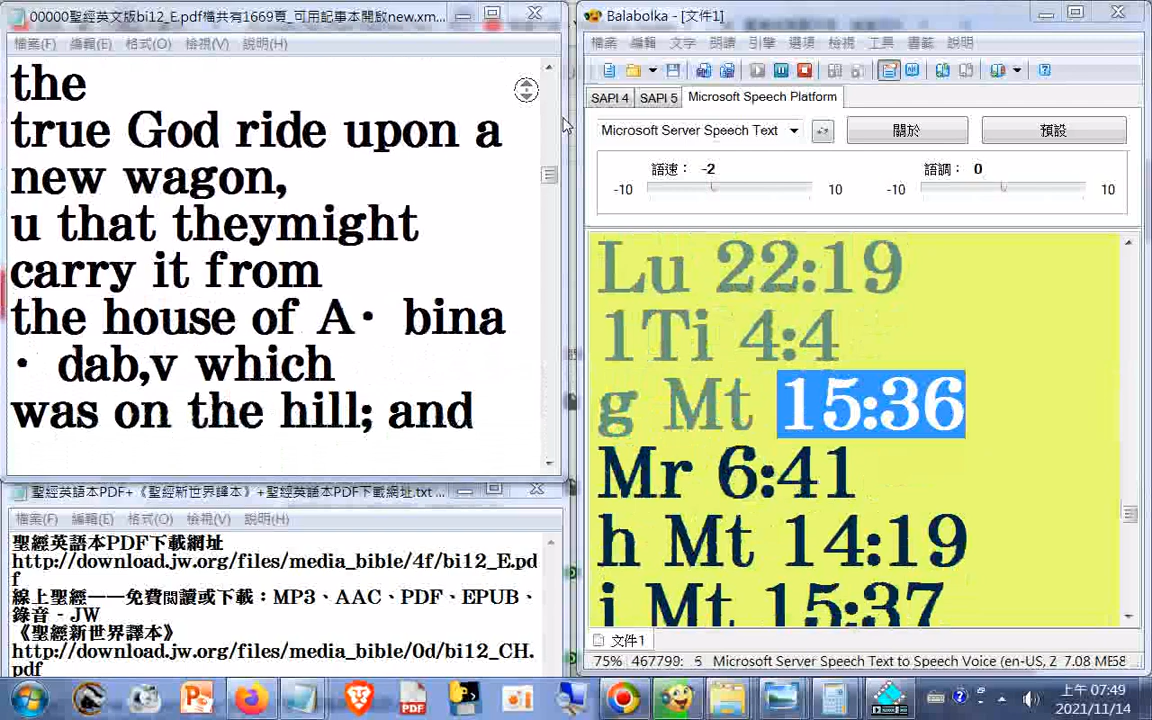 00000聖經英文版bi12_E.pdf檔共有1669頁_可用記事本開啟new.xm...
檔案(F) 編輯(E) 格式(O) 檢視(V) 說明(H)
the
true God ride upon a
new wagon,
u that theymight
carry it from
the house of A· bina
· dab,v which
was on the hill; and
聖經英語本PDF+《聖經新世界譯本》+聖經英語本PDF下載網址.txt ...
檔案(F) 編輯(E) 格式(O) 檢視(V) 說明(H)
聖經英語本PDF下載網址
http://download.jw.org/files/media_bible/4f/bi12_E.pd
f
線上聖經——免費閱讀或下載：MP3、AAC、PDF、EPUB、
錄音 - JW
《聖經新世界譯本》
http://download.jw.org/files/media_bible/0d/bi12_CH.
pdf
Balabolka - [文件1]
檔案 編輯 文字 朗讀 引擎 選項 檢視 工具 書籤 說明
SAPI 4 SAPI 5 Microsoft Speech Platform
Microsoft Server Speech Text 關於 預設
語速： -2 語調： 0
-10 10 -10 10
Lu 22:19
1Ti 4:4
g Mt 15:36
Mr 6:41
h Mt 14:19
i Mt 15:37
文件1
75% 467799: 5 Microsoft Server Speech Text to Speech Voice (en-US, Z 7.08 ME58
上午 07:49
2021/11/14